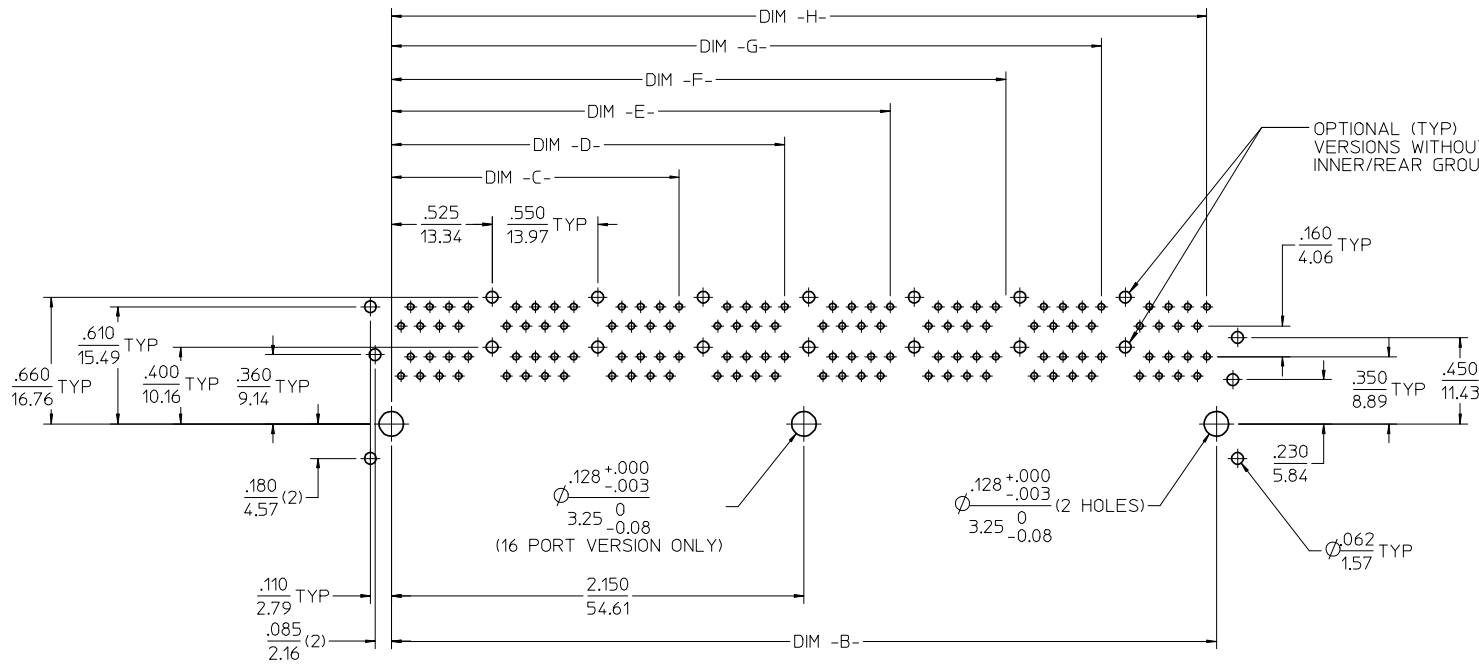 DIM -H-
DIM -G-
DIM -F-
DIM -E-
DIM -D-
DIM -C-
OPTIONAL (TYP)
VERSIONS WITHOU
INNER/REAR GROU
.525
13.34
.550
13.97
TYP
.160
4.06
TYP
.660
16.76
TYP
.610
15.49
TYP
.400
10.16
TYP
.360
9.14
TYP
.350
8.89
TYP
.450
11.43
.230
5.84
.180
4.57
(2)
Ø .128 +.000 -.003
3.25 0 -0.08
(16 PORT VERSION ONLY)
Ø .128 +.000 -.003
3.25 0 -0.08
(2 HOLES)
Ø .062
1.57
TYP
.110
2.79
TYP
2.150
54.61
.085
2.16
(2)
DIM -B-